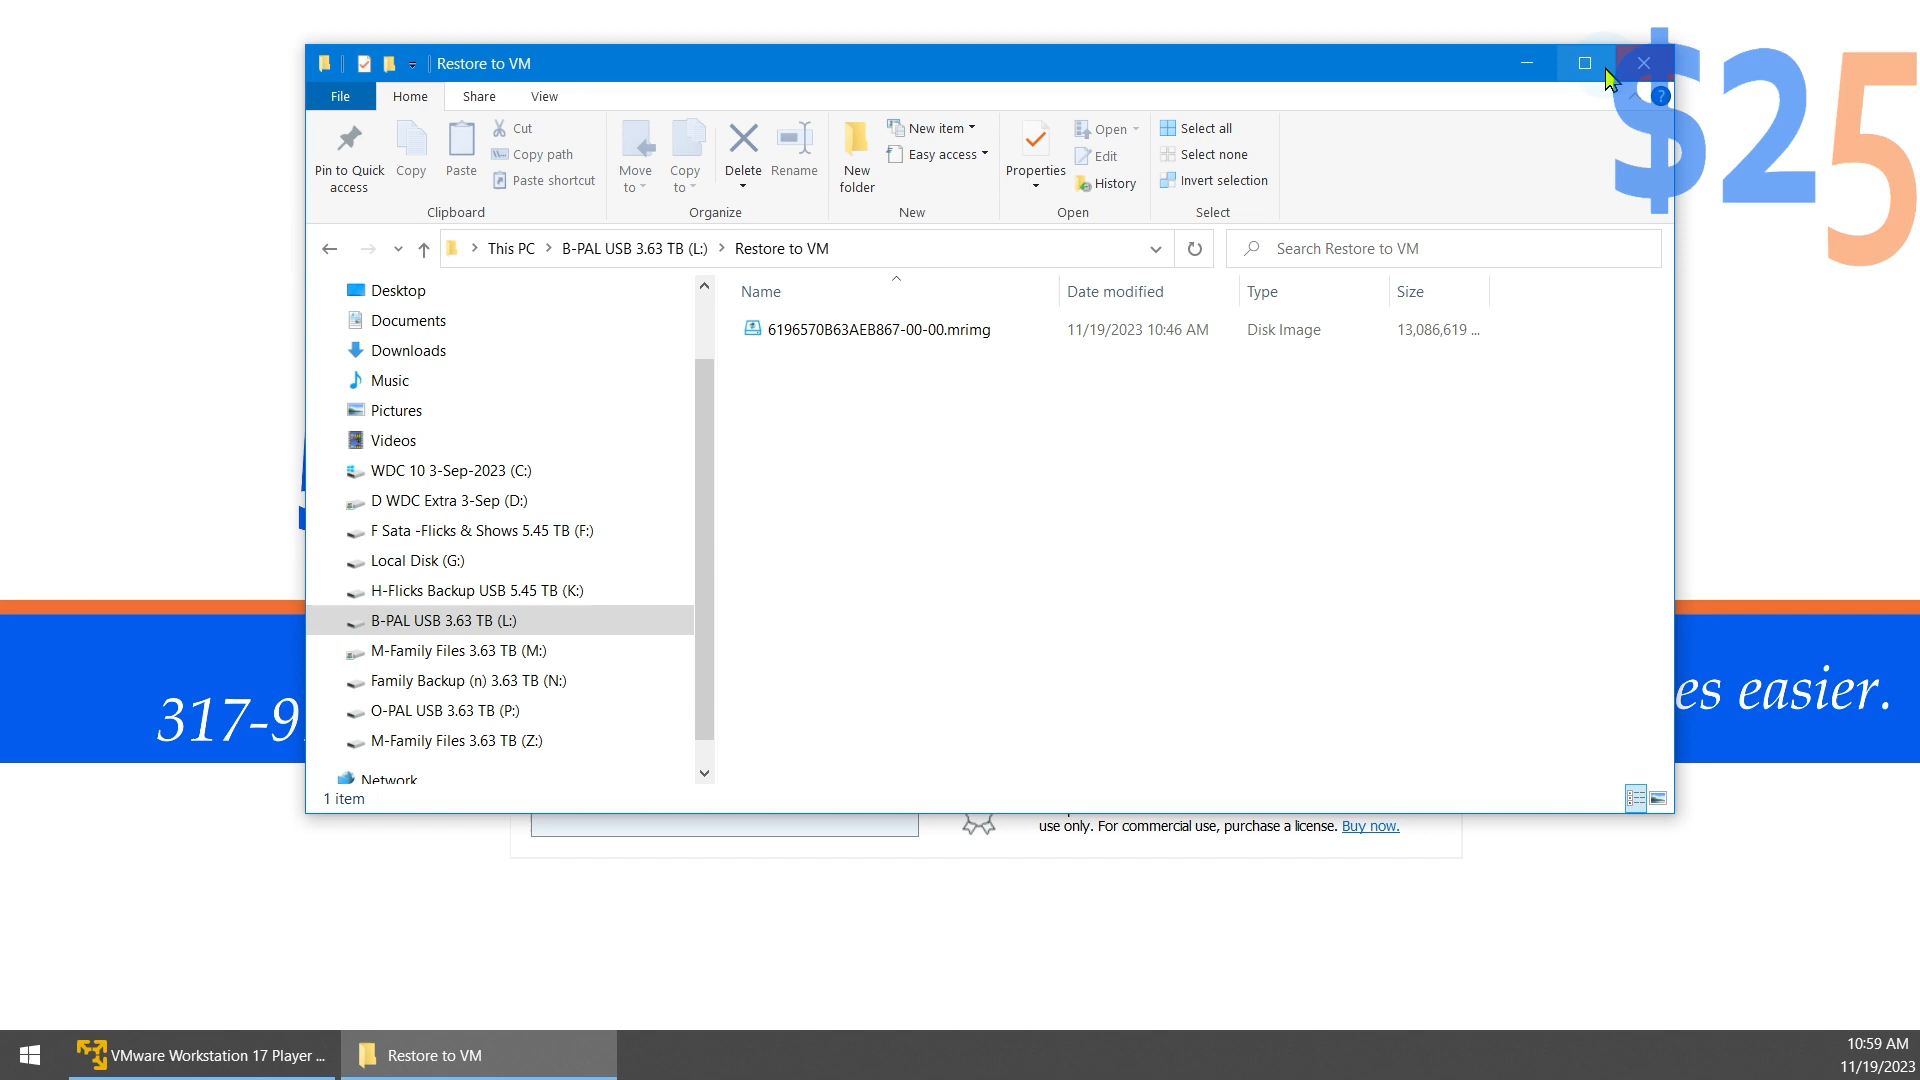 Restore to VM
$25
File
Home
Share
View
Pin to Quick access
Copy
Paste
Cut
Copy path
Paste shortcut
Clipboard
Move to
Copy to
Delete
Rename
Organize
New folder
New item
Easy access
New
Properties
Open
Edit
History
Open
Select all
Select none
Invert selection
Select
This PC > B-PAL USB 3.63 TB (L:) > Restore to VM
Search Restore to VM
Name
Date modified
Type
Size
6196570B63AEB867-00-00.mrimg
11/19/2023 10:46 AM
Disk Image
13,086,619 ...
Desktop
Documents
Downloads
Music
Pictures
Videos
WDC 10 3-Sep-2023 (C:)
D WDC Extra 3-Sep (D:)
F Sata -Flicks & Shows 5.45 TB (F:)
Local Disk (G:)
H-Flicks Backup USB 5.45 TB (K:)
B-PAL USB 3.63 TB (L:)
M-Family Files 3.63 TB (M:)
Family Backup (n) 3.63 TB (N:)
O-PAL USB 3.63 TB (P:)
M-Family Files 3.63 TB (Z:)
Network
1 item
317-9
es easier.
use only. For commercial use, purchase a license. Buy now.
VMware Workstation 17 Player ...
Restore to VM
10:59 AM
11/19/2023